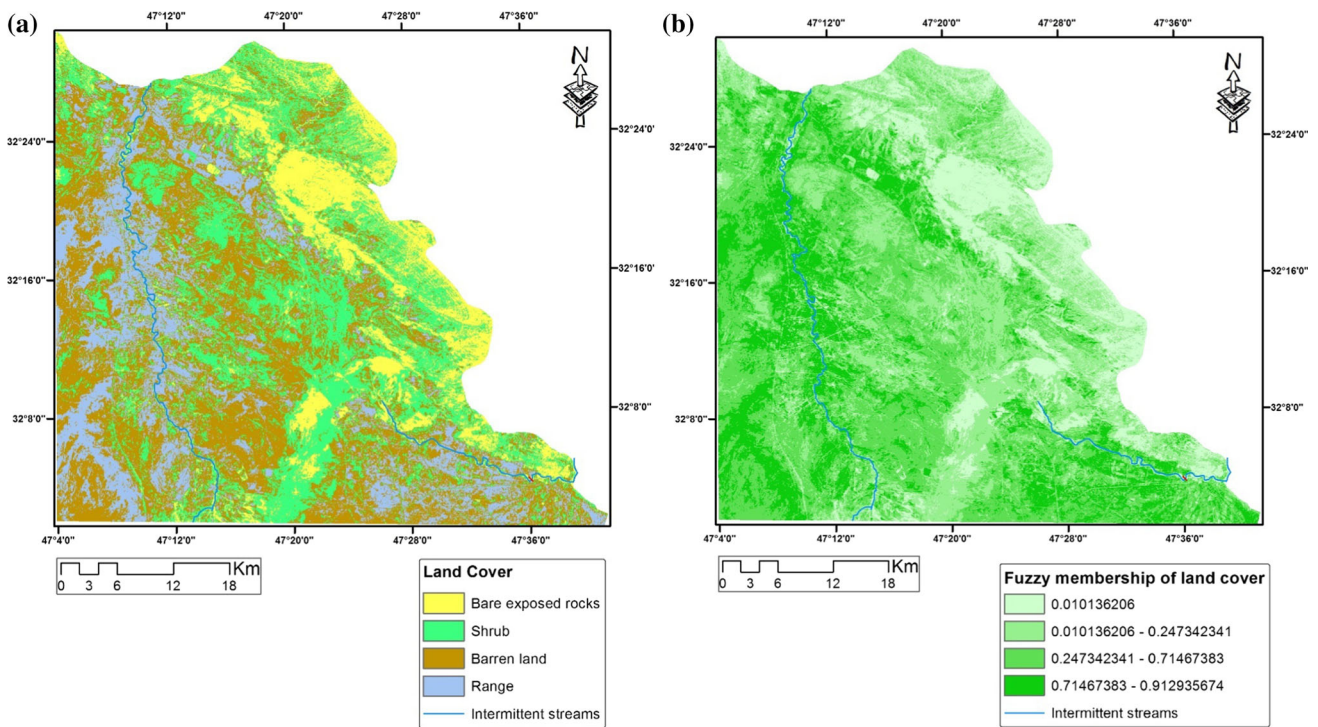 (a)
47°12'0"
47°20'0"
47°28'0"
47°36'0"
N
32°24'0"
32°24'0"
32°16'0"
32°16'0'
32°8'0"
32°8'0"
47°4'0"
47°12'0"
47°20'0"
47°28'0"
47°36'0"
0 3 6 12 18 Km
Land Cover
Bare exposed rocks
Shrub
Barren land
Range
Intermittent streams
(b)
47°12'0"
47°20'0"
47°28'0"
47°36'0"
N
32°24'0"
32°24'0"
32°16'0"
32°16'0"
32°8'0"
32°8'0"
47°4'0"
47°12'0"
47°20'0"
47°28'0"
47°36'0"
0 3 6 12 18 Km
Fuzzy membership of land cover
0.010136206
0.010136206 - 0.247342341
0.247342341 - 0.71467383
0.71467383 - 0.912935674
Intermittent streams